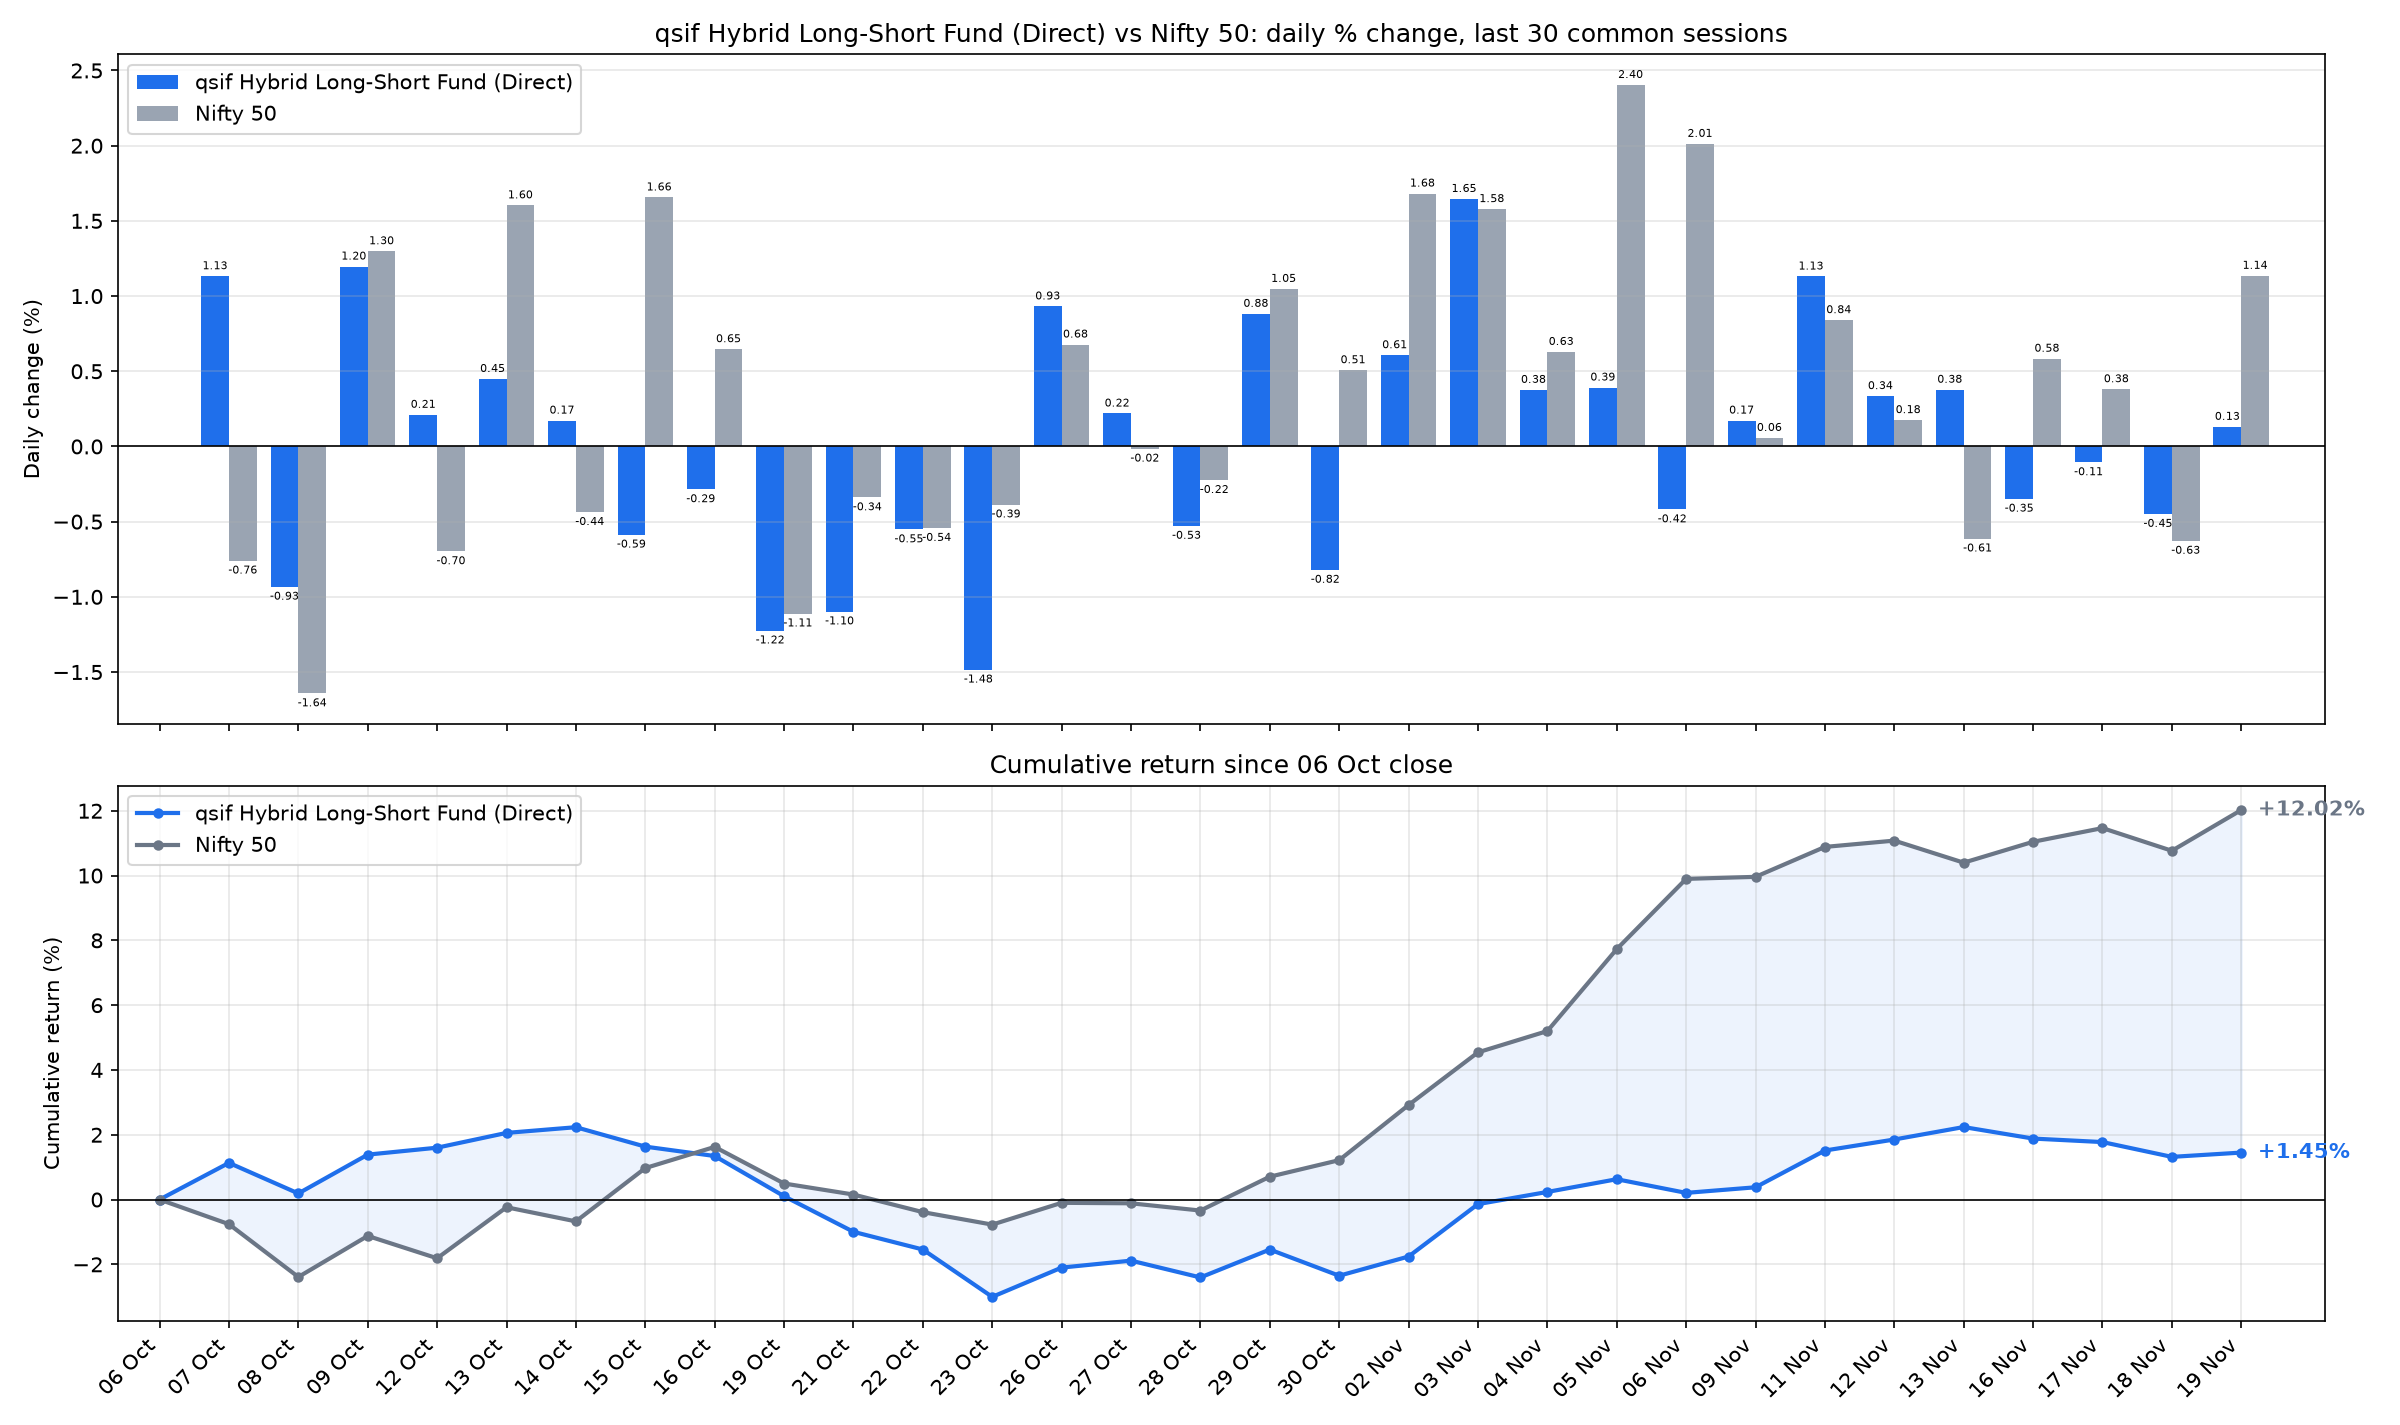 qsif Hybrid Long-Short Fund (Direct) vs Nifty 50: daily % change, last 30 common sessions
qsif Hybrid Long-Short Fund (Direct)
Nifty 50
Daily change (%)
2.5
2.0
1.5
1.0
0.5
0.0
−0.5
−1.0
−1.5
1.13
-0.76
-0.93
-1.64
1.20
1.30
0.21
-0.70
0.45
1.60
0.17
-0.44
-0.59
1.66
-0.29
0.65
-1.22
-1.11
-1.10
-0.34
-0.55
-0.54
-1.48
-0.39
0.93
0.68
0.22
-0.02
-0.53
-0.22
0.88
1.05
-0.82
0.51
0.61
1.68
1.65
1.58
0.38
0.63
0.39
2.40
-0.42
2.01
0.17
0.06
1.13
0.84
0.34
0.18
0.38
-0.61
-0.35
0.58
-0.11
0.38
-0.45
-0.63
0.13
1.14
Cumulative return since 06 Oct close
qsif Hybrid Long-Short Fund (Direct)
Nifty 50
Cumulative return (%)
12
10
8
6
4
2
0
−2
+12.02%
+1.45%
06 Oct
07 Oct
08 Oct
09 Oct
12 Oct
13 Oct
14 Oct
15 Oct
16 Oct
19 Oct
21 Oct
22 Oct
23 Oct
26 Oct
27 Oct
28 Oct
29 Oct
30 Oct
02 Nov
03 Nov
04 Nov
05 Nov
06 Nov
09 Nov
11 Nov
12 Nov
13 Nov
16 Nov
17 Nov
18 Nov
19 Nov